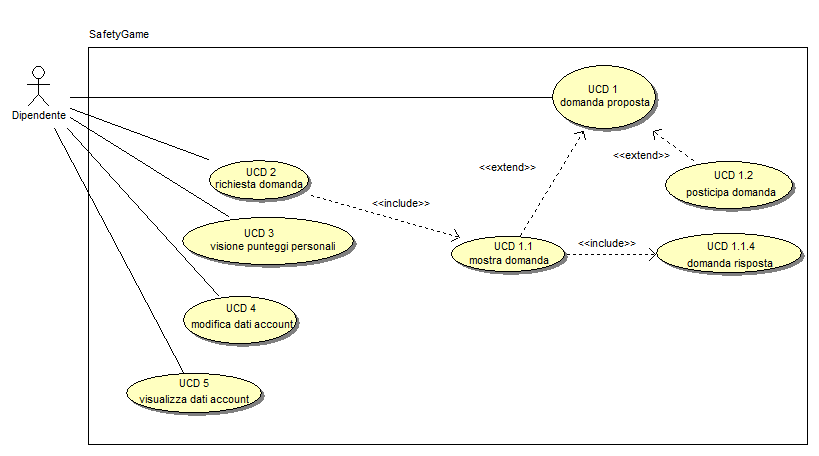 SafetyGame
Dipendente
UCD 1
domanda proposta
<<extend>>
<<extend>>
UCD 2
richiesta domanda
UCD 1.2
posticipa domanda
<<include>>
UCD 3
visione punteggi personali
UCD 1.1
mostra domanda
<<include>>
UCD 1.1.4
domanda risposta
UCD 4
modifica dati account
UCD 5
visualizza dati account